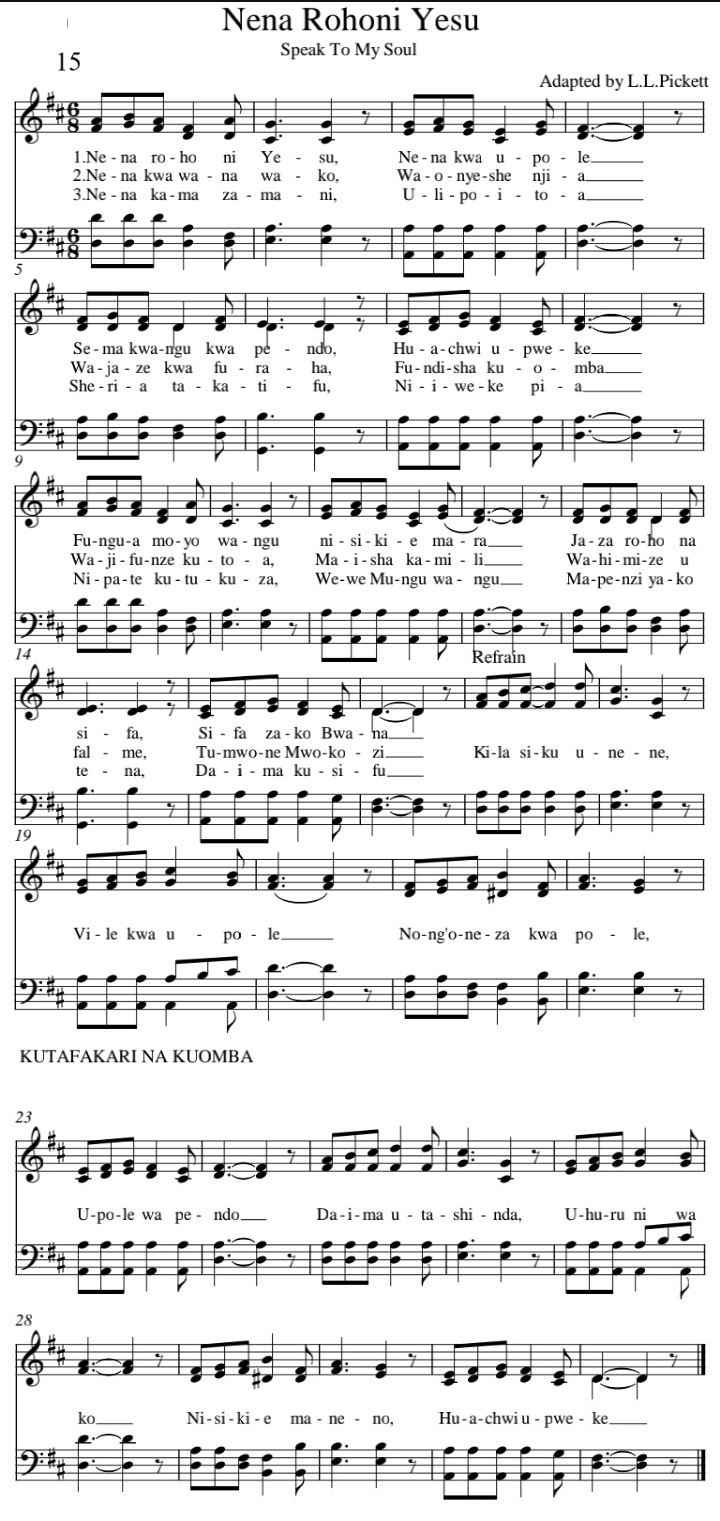 Nena Rohoni Yesu
Speak To My Soul
15
Adapted by L.L.Pickett
1.Ne - na ro - ho ni Ye - su, Ne - na kwa u - po - le
2.Ne - na kwa wa - na wa - ko, Wa - o - nye-she nji - a
3.Ne - na ka - ma za - ma - ni, U - li - po - i - to - a
5
Se - ma kwa-ngu kwa pe - ndo, Hu - a-chwi u - pwe - ke
Wa - ja - ze kwa fu - ra - ha, Fu - ndi-sha ku - o - mba
She-ri - a ta - ka - ti - fu, Ni - i - we-ke pi - a
9
Fu-ngu-a mo-yo wa-ngu ni-si-ki-e ma-ra Ja-za ro-ho na
Wa-ji-fu-nze ku-to-a, Ma-i-sha ka-mi-li Wa-hi-mi-ze u
Ni-pa-te ku-tu-ku-za, We-we Mu-ngu wa-ngu Ma-pe-nzi ya-ko
14
Refrain
si - fa, Si - fa za - ko Bwa - na
fal - me, Tu-mwo-ne Mwo-ko - zi Ki-la si-ku u - ne - ne,
te - na, Da - i - ma ku - si - fu
19
Vi - le kwa u - po - le No-ng'o-ne-za kwa po - le,
KUTAFAKARI NA KUOMBA
23
U-po-le wa pe - ndo Da-i-ma u-ta-shi-nda, U-hu-ru ni wa
28
ko Ni-si-ki-e ma-ne-no, Hu-a-chwi u-pwe-ke